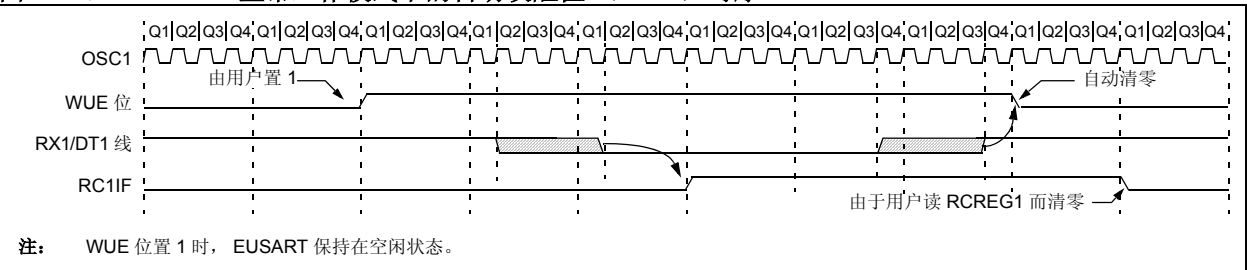 Q1 Q2 Q3 Q4 Q1 Q2 Q3 Q4 Q1 Q2 Q3 Q4 Q1 Q2 Q3 Q4 Q1 Q2 Q3 Q4 Q1 Q2 Q3 Q4 Q1 Q2 Q3 Q4 Q1 Q2 Q3 Q4 Q1 Q2 Q3 Q4 Q1 Q2 Q3 Q4
OSC1
由用户置 1
自动清零
WUE 位
RX1/DT1 线
RC1IF
由于用户读 RCREG1 而清零
注: WUE 位置 1 时, EUSART 保持在空闲状态。